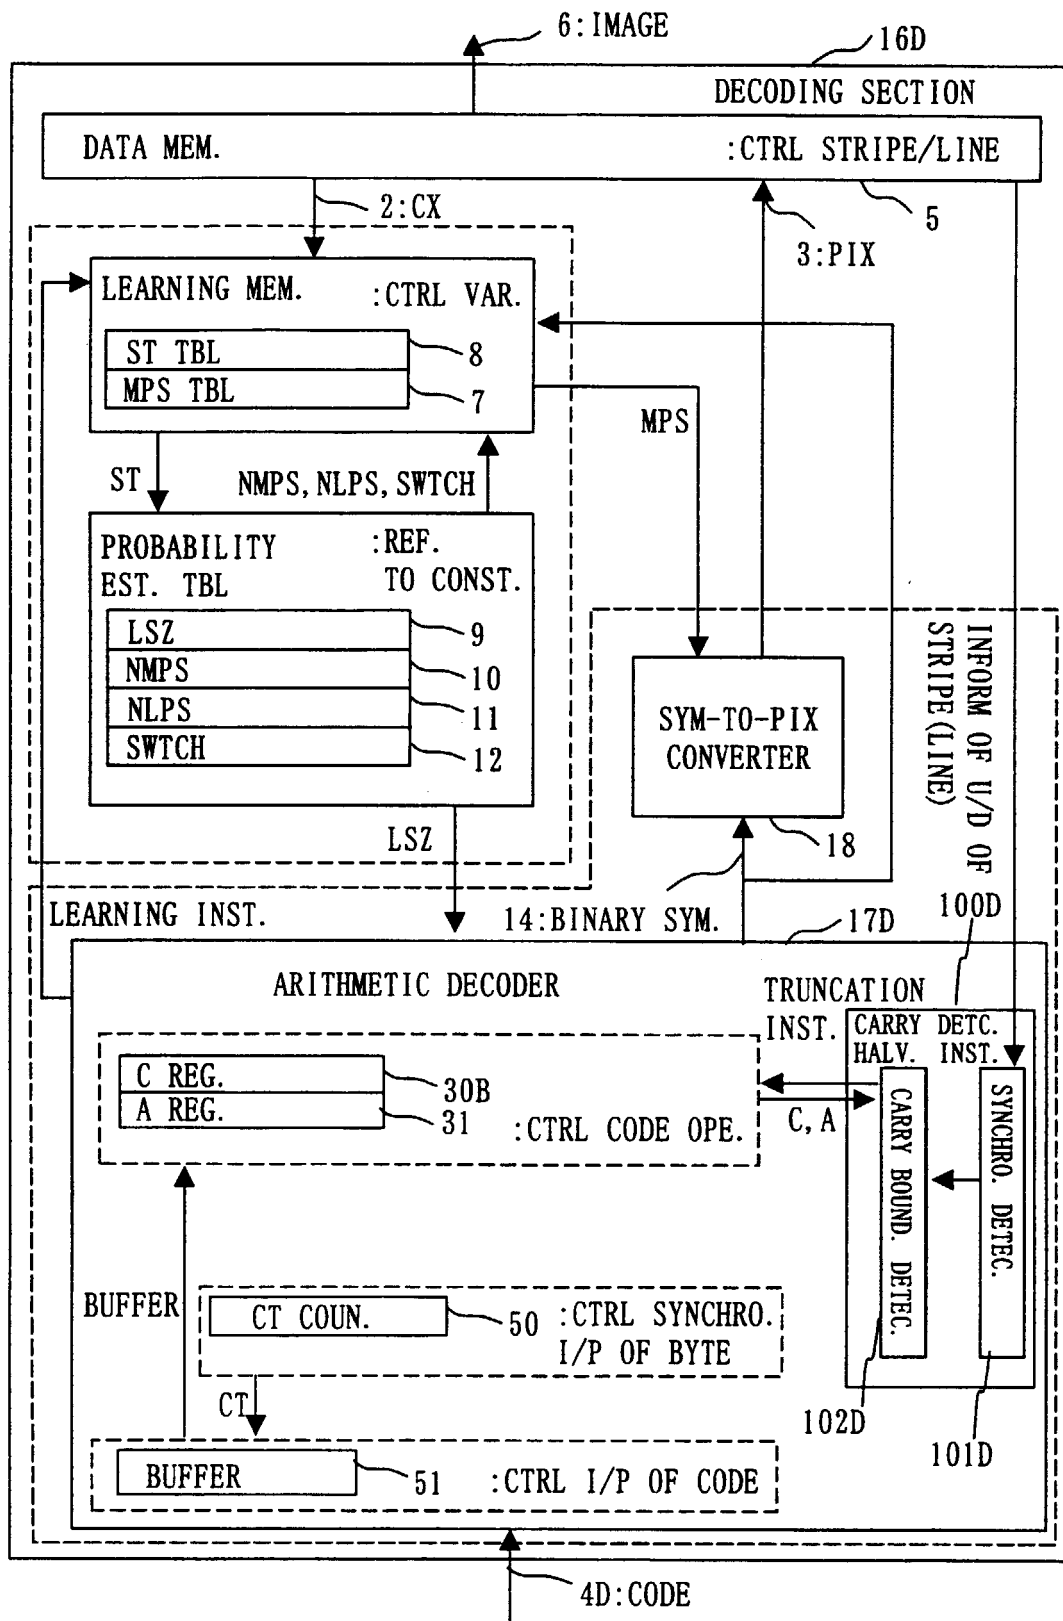 6:IMAGE
16D
DECODING SECTION
DATA MEM.
:CTRL STRIPE/LINE
2:CX
3:PIX
5
LEARNING MEM.
:CTRL VAR.
ST TBL
8
MPS TBL
7
MPS
ST
NMPS, NLPS, SWTCH
PROBABILITY
EST. TBL
:REF.
TO CONST.
LSZ
9
NMPS
10
NLPS
11
SWTCH
12
SYM-TO-PIX
CONVERTER
18
INFORM OF U/D OF
STRIPE(LINE)
LSZ
LEARNING INST.
14:BINARY SYM.
17D
100D
ARITHMETIC DECODER
TRUNCATION
INST.
CARRY DETC.
HALV. INST.
C REG.
30B
A REG.
31
:CTRL CODE OPE.
C, A
CARRY BOUND. DETEC.
SYNCHRO. DETEC.
BUFFER
CT COUN.
50
:CTRL SYNCHRO.
I/P OF BYTE
CT
102D
101D
BUFFER
51
:CTRL I/P OF CODE
4D:CODE